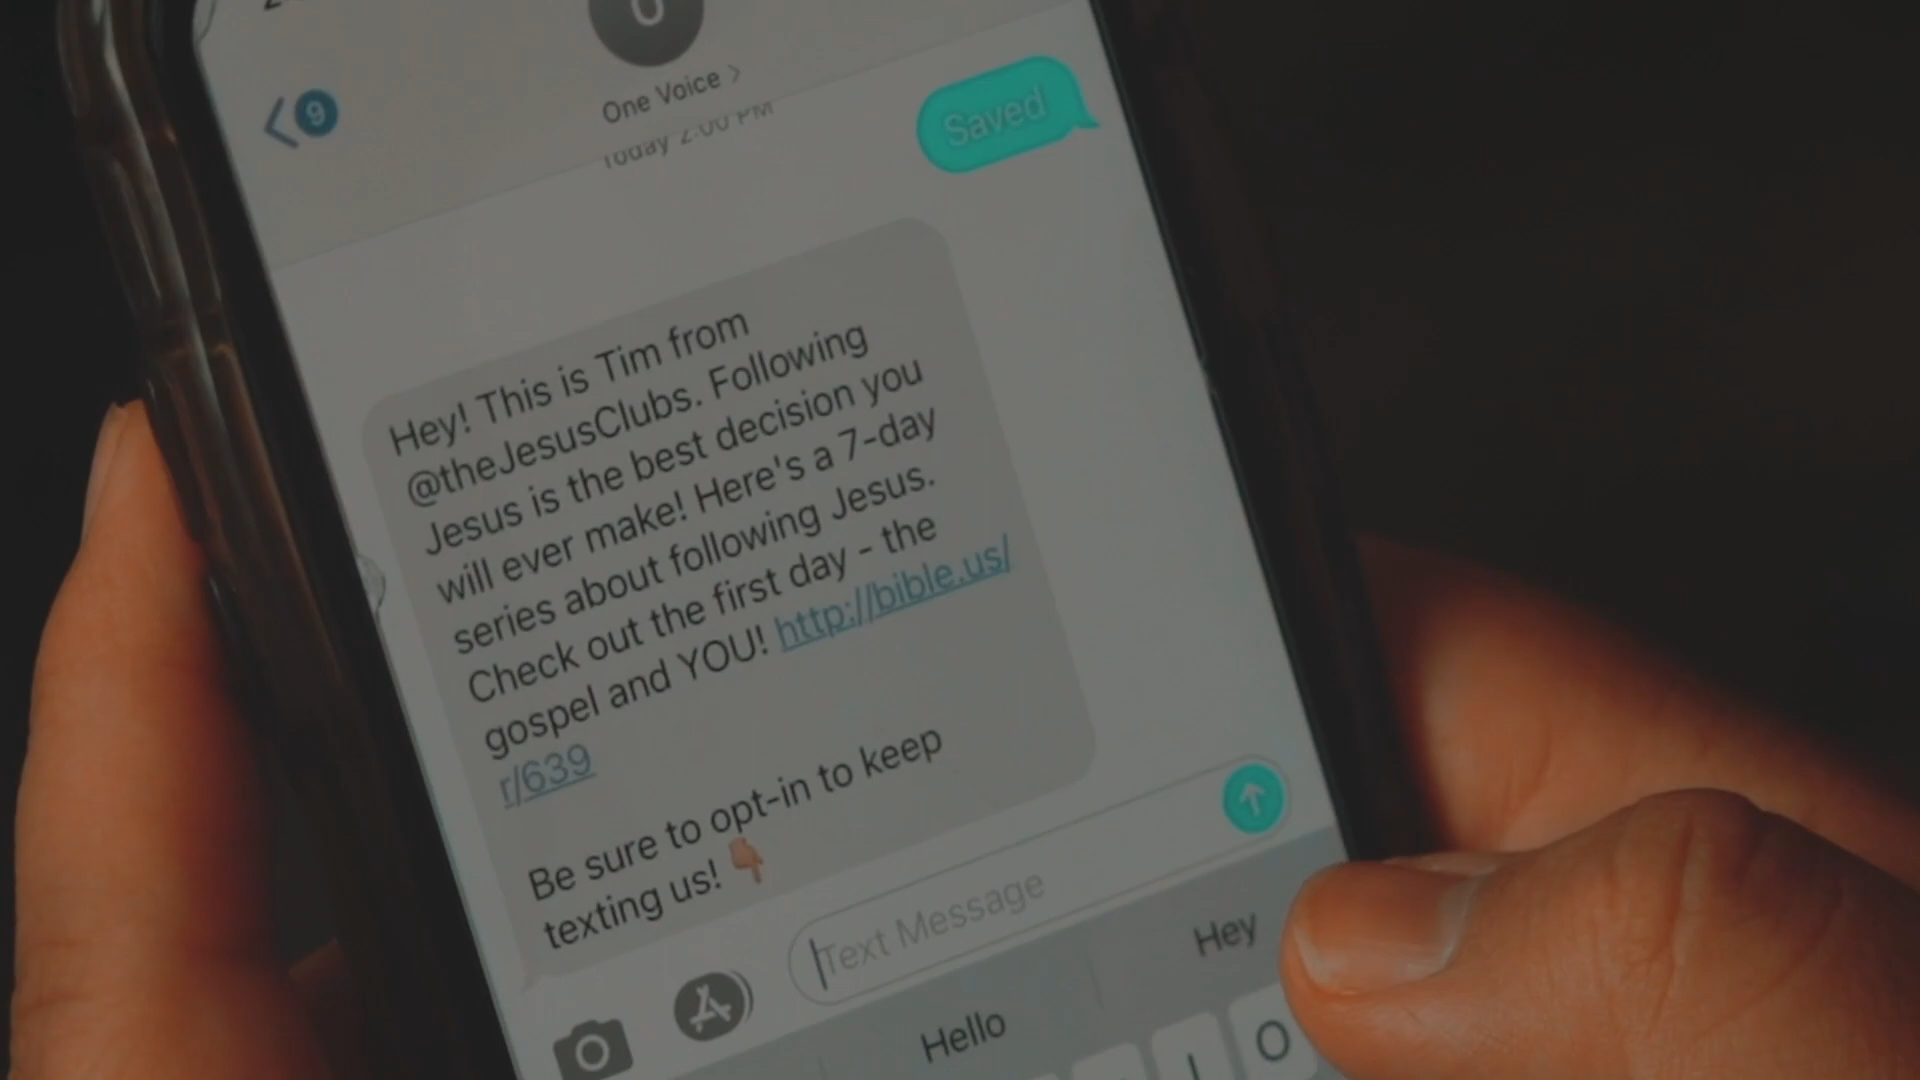 9
One Voice >
Today 2:00 PM
Saved
Hey! This is Tim from
@theJesusClubs. Following
Jesus is the best decision you
will ever make! Here's a 7-day
series about following Jesus.
Check out the first day - the
gospel and YOU! http://bible.us/
r/639
Be sure to opt-in to keep
texting us! 👇🏽
Text Message
Hello
Hey
I
O